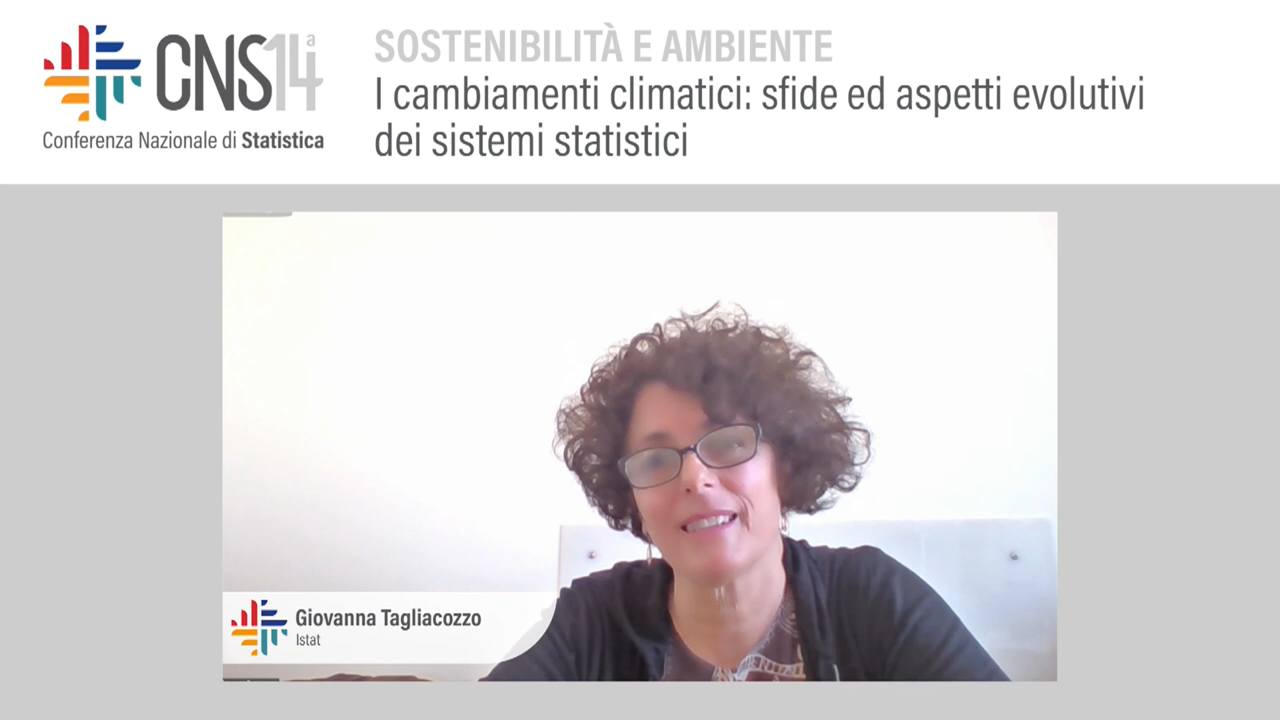 CNS14ª
Conferenza Nazionale di Statistica
SOSTENIBILITÀ E AMBIENTE
I cambiamenti climatici: sfide ed aspetti evolutivi
dei sistemi statistici
Giovanna Tagliacozzo
Istat